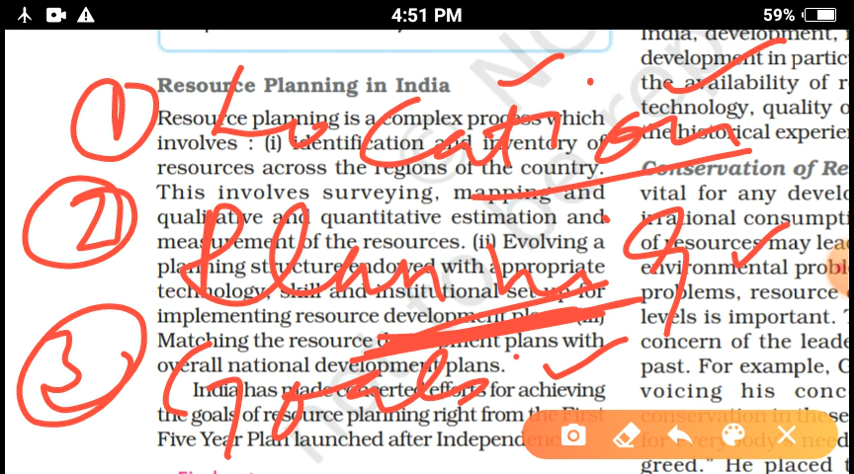 4:51 PM
59%
Resource Planning in India
Resource planning is a complex process which
involves : (i) identification and inventory of
resources across the regions of the country.
This involves surveying, mapping and
qualitative and quantitative estimation and
measurement of the resources. (ii) Evolving a
planning structure endowed with appropriate
technology, skill and institutional set up for
implementing resource development plans. (iii)
Matching the resource development plans with
overall national development plans.
India has made concerted efforts for achieving
the goals of resource planning right from the First
Five Year Plan launched after Independence
India, development,
development in partic
the availability of r
technology, quality o
the historical experie
Conservation of Re
vital for any develo
irrational consumpti
of resources may lea
environmental probl
problems, resource
levels is important.
concern of the leade
past. For example, G
voicing his conc
conservation in these
for everybody's need
greed." He placed t
1 Location
2 Planning
3 Goals